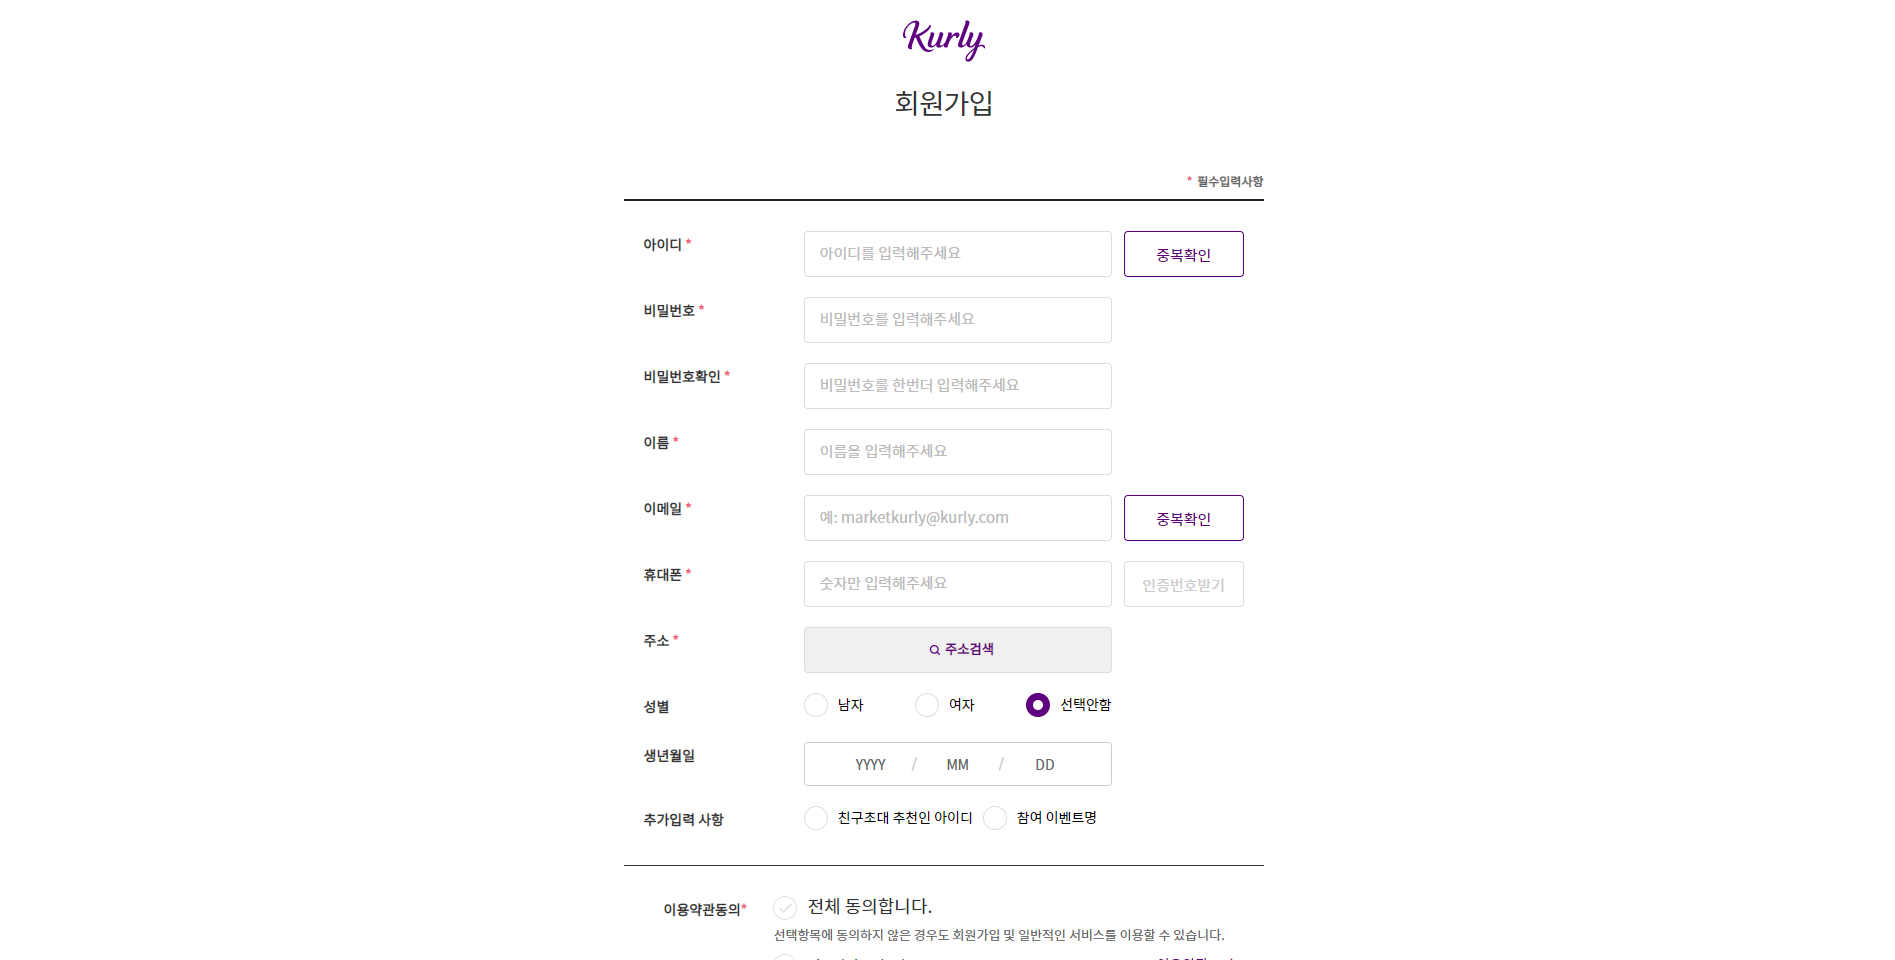 Kurly
회원가입
* 필수입력사항
아이디 * 아이디를 입력해주세요 중복확인
비밀번호 * 비밀번호를 입력해주세요
비밀번호확인 * 비밀번호를 한번더 입력해주세요
이름 * 이름을 입력해주세요
이메일 * 예: marketkurly@kurly.com 중복확인
휴대폰 * 숫자만 입력해주세요 인증번호받기
주소 * 주소검색
성별 남자 여자 선택안함
생년월일 YYYY / MM / DD
추가입력 사항 친구초대 추천인 아이디 참여 이벤트명
이용약관동의* 전체 동의합니다.
선택항목에 동의하지 않은 경우도 회원가입 및 일반적인 서비스를 이용할 수 있습니다.